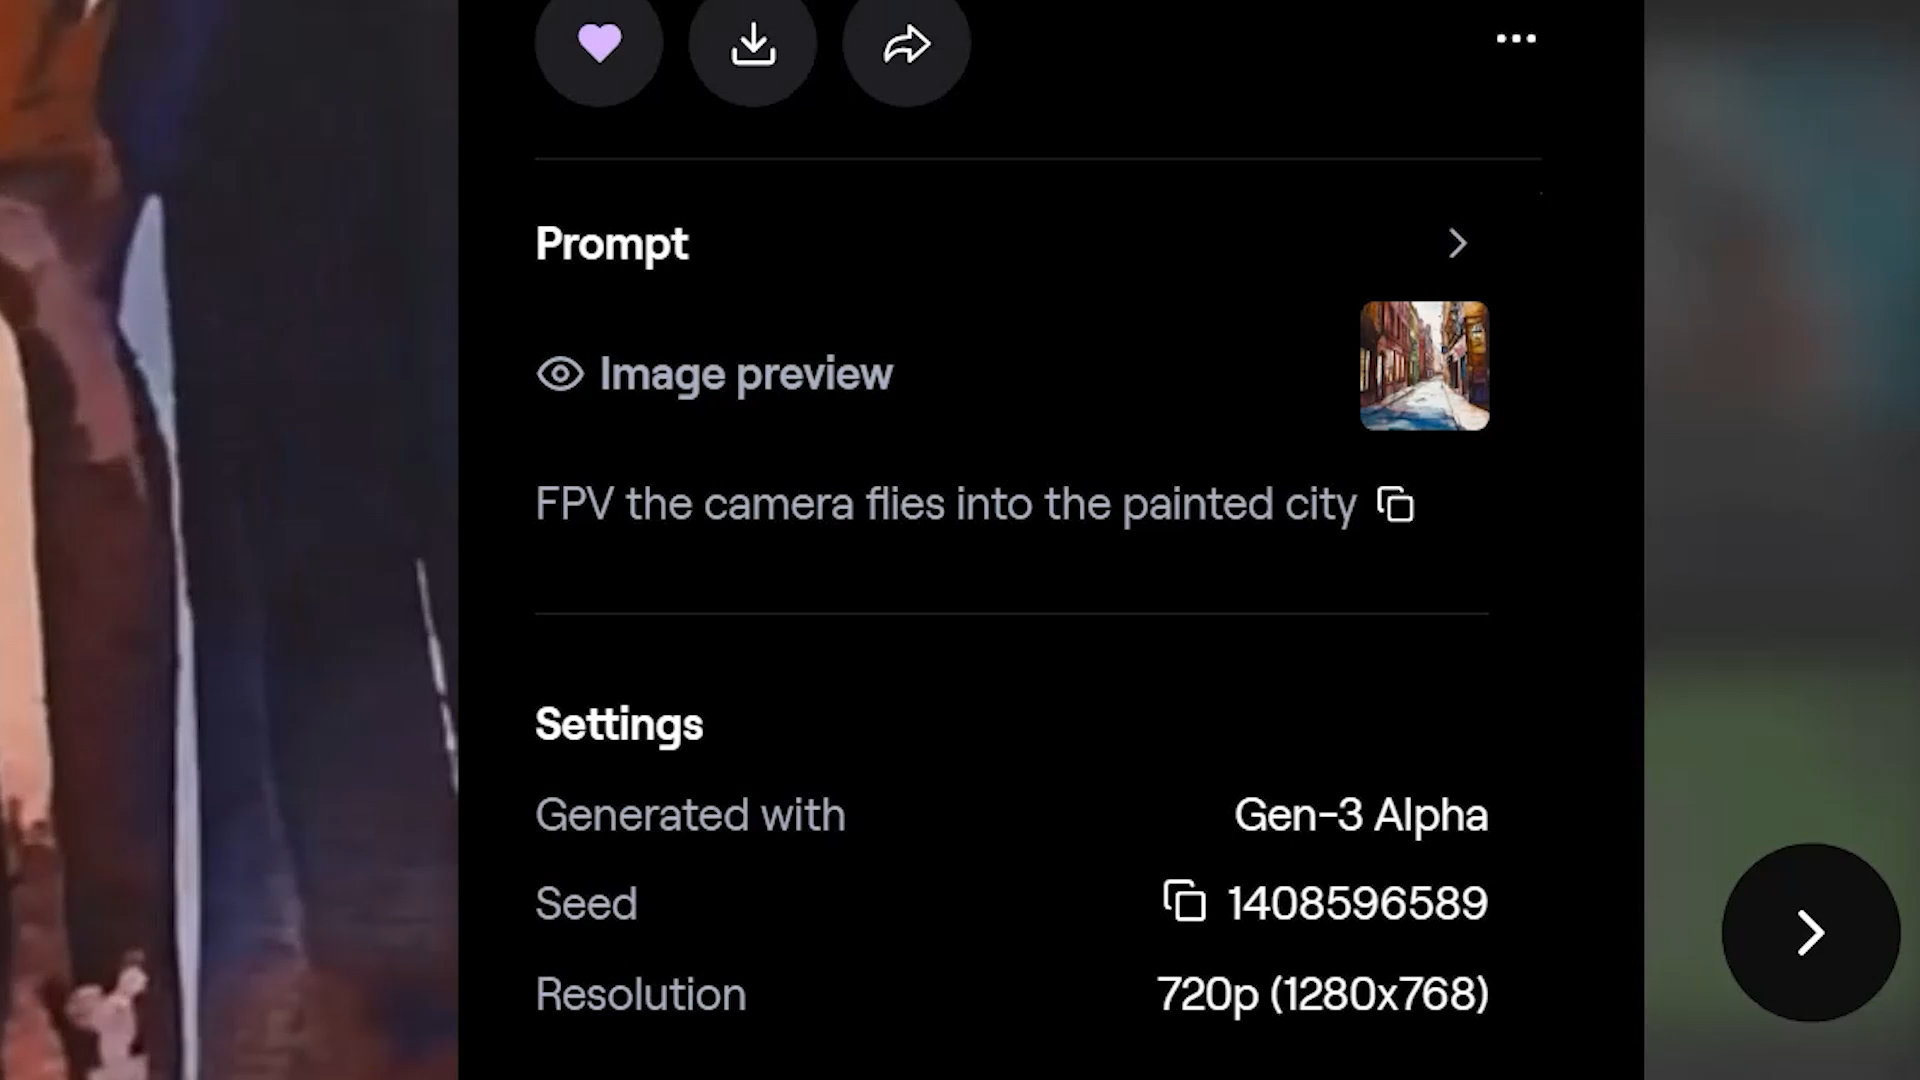 Prompt
Image preview
FPV the camera flies into the painted city
Settings
Generated with Gen-3 Alpha
Seed 1408596589
Resolution 720p (1280x768)